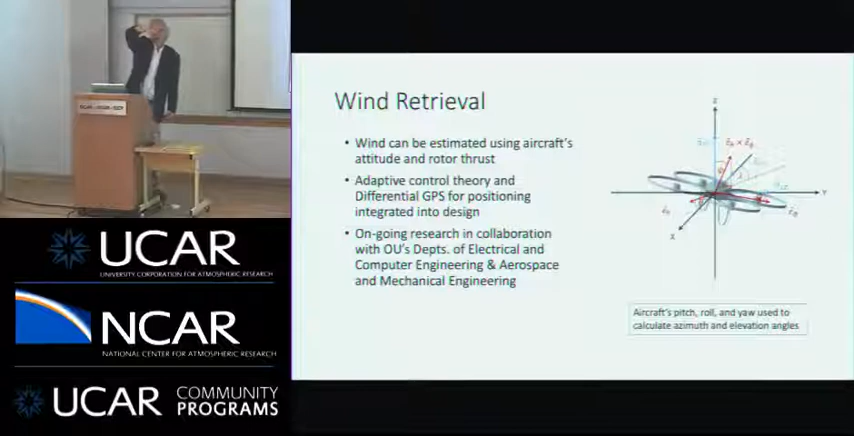 Wind Retrieval
• Wind can be estimated using aircraft's
attitude and rotor thrust
• Adaptive control theory and
Differential GPS for positioning
integrated into design
• On-going research in collaboration
with OU's Depts. of Electrical and
Computer Engineering & Aerospace
and Mechanical Engineering
Z
Y
X
Aircraft's pitch, roll, and yaw used to
calculate azimuth and elevation angles
UCAR
UNIVERSITY CORPORATION FOR ATMOSPHERIC RESEARCH
NCAR
NATIONAL CENTER FOR ATMOSPHERIC RESEARCH
UCAR COMMUNITY
PROGRAMS